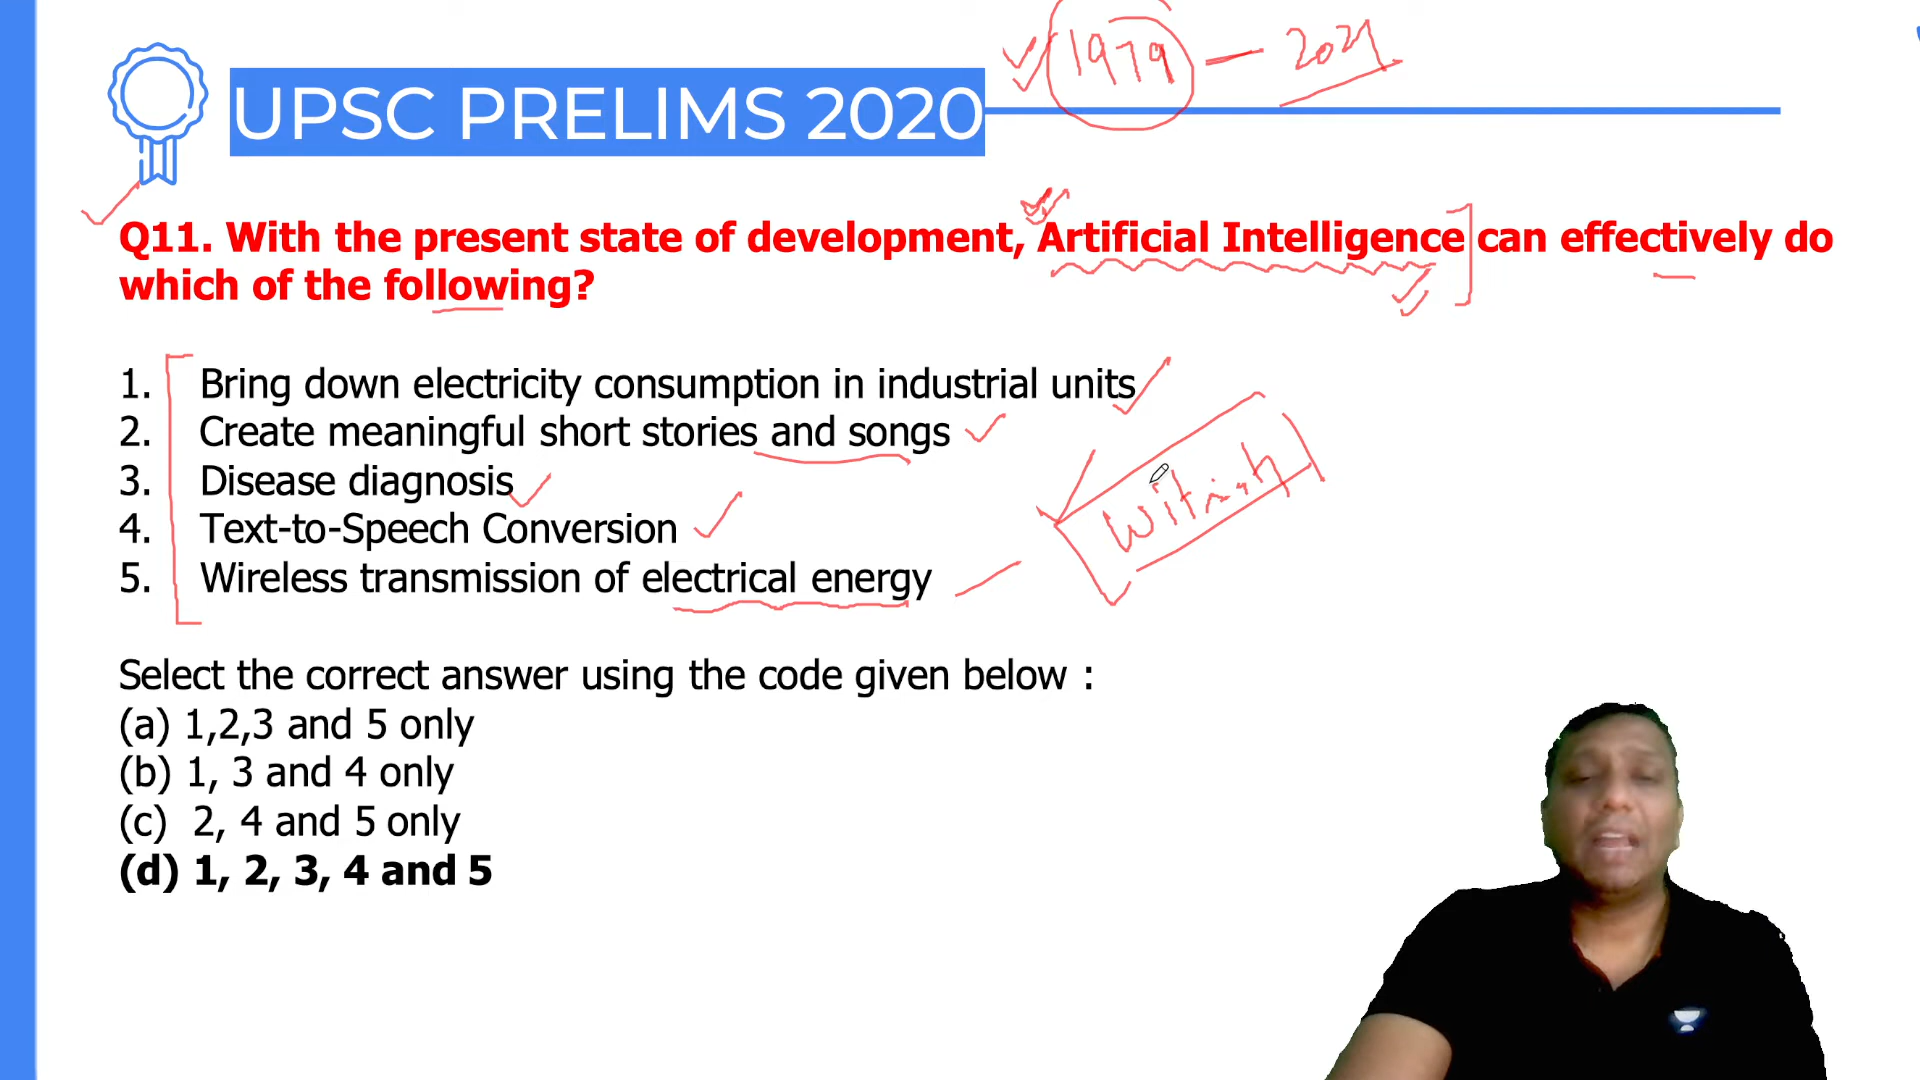 1979 — 2021
UPSC PRELIMS 2020
Q11. With the present state of development, Artificial Intelligence can effectively do
which of the following?
1. Bring down electricity consumption in industrial units
2. Create meaningful short stories and songs
3. Disease diagnosis
4. Text-to-Speech Conversion
5. Wireless transmission of electrical energy
Select the correct answer using the code given below :
(a) 1,2,3 and 5 only
(b) 1, 3 and 4 only
(c) 2, 4 and 5 only
(d) 1, 2, 3, 4 and 5